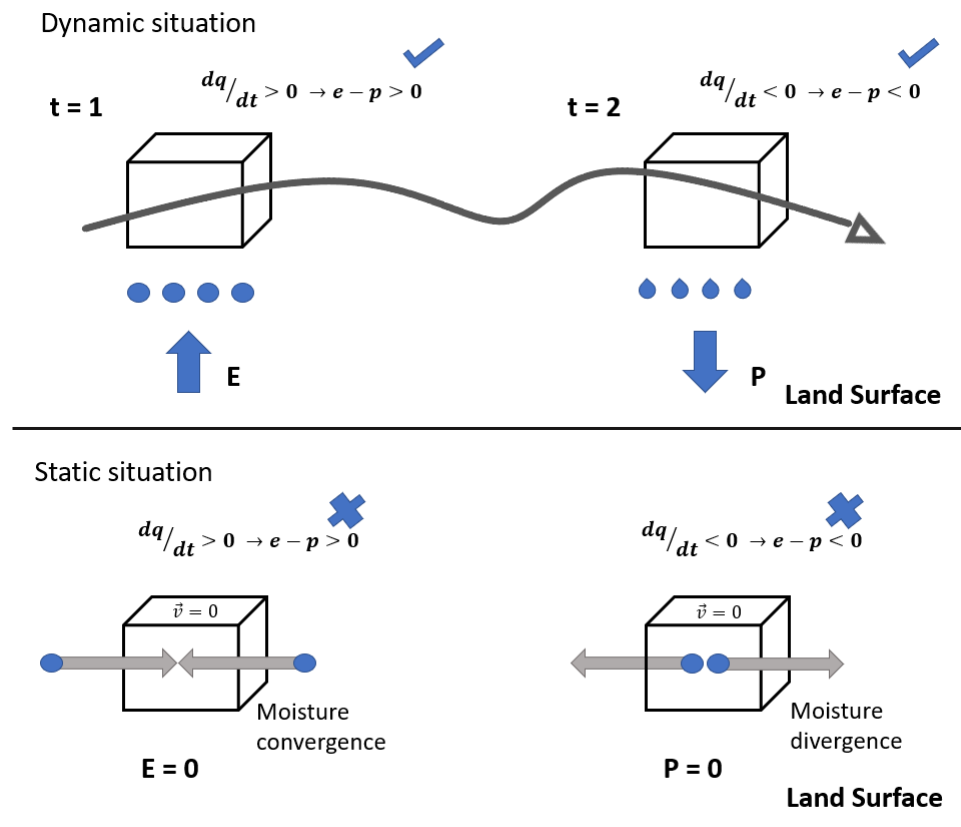 Dynamic situation
dq/dt > 0 → e − p > 0
dq/dt < 0 → e − p < 0
t = 1
t = 2
E
P
Land Surface
Static situation
dq/dt > 0 → e − p > 0
dq/dt < 0 → e − p < 0
v⃗ = 0
v⃗ = 0
Moisture
convergence
Moisture
divergence
E = 0
P = 0
Land Surface